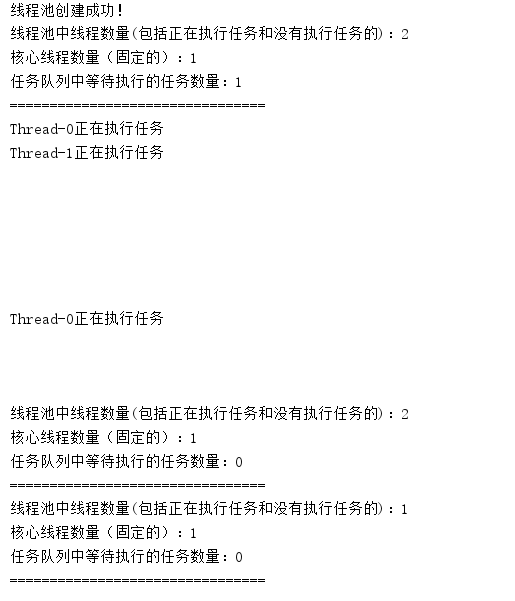 线程池创建成功!
线程池中线程数量(包括正在执行任务和没有执行任务的)：2
核心线程数量（固定的）：1
任务队列中等待执行的任务数量：1
================================
Thread-0正在执行任务
Thread-1正在执行任务
Thread-0正在执行任务
线程池中线程数量(包括正在执行任务和没有执行任务的)：2
核心线程数量（固定的）：1
任务队列中等待执行的任务数量：0
================================
线程池中线程数量(包括正在执行任务和没有执行任务的)：1
核心线程数量（固定的）：1
任务队列中等待执行的任务数量：0
================================